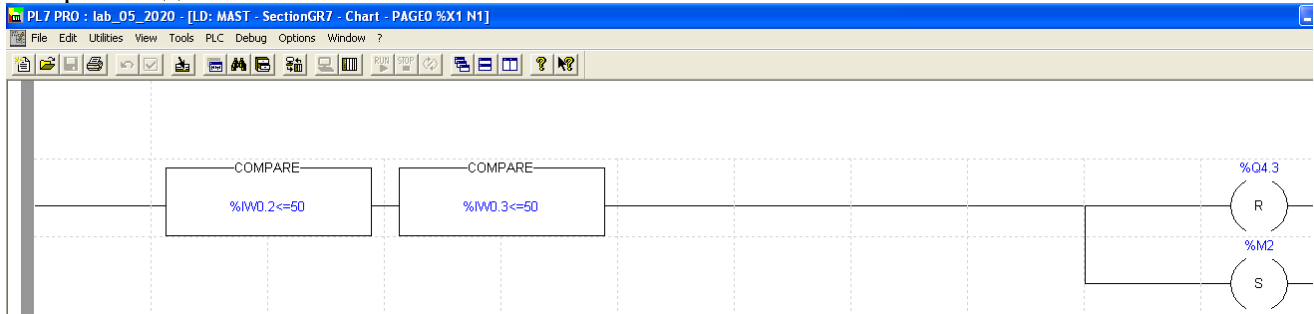 PL7 PRO : lab_05_2020 - [LD: MAST - SectionGR7 - Chart - PAGE0 %X1 N1]
File Edit Utilities View Tools PLC Debug Options Window ?
RUN STOP
COMPARE COMPARE %Q4.3
%IW0.2<=50 %IW0.3<=50 R
%M2
S